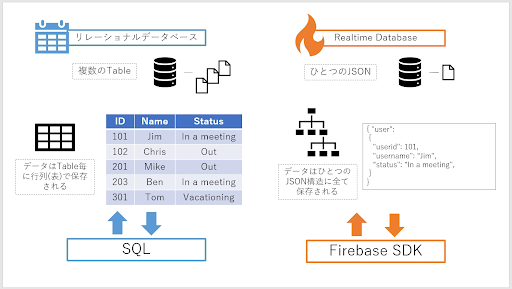 リレーショナルデータベース
複数のTable
ID Name Status
101 Jim In a meeting
102 Chris Out
201 Mike Out
203 Ben In a meeting
301 Tom Vacationing
データはTable毎
に行列(表)で保存
される
SQL
Realtime Database
ひとつのJSON
データはひとつの
JSON構造に全て
保存される
{ "user":
{
"userid": 101,
"username": "Jim",
"status": "In a meeting",
}
}
Firebase SDK